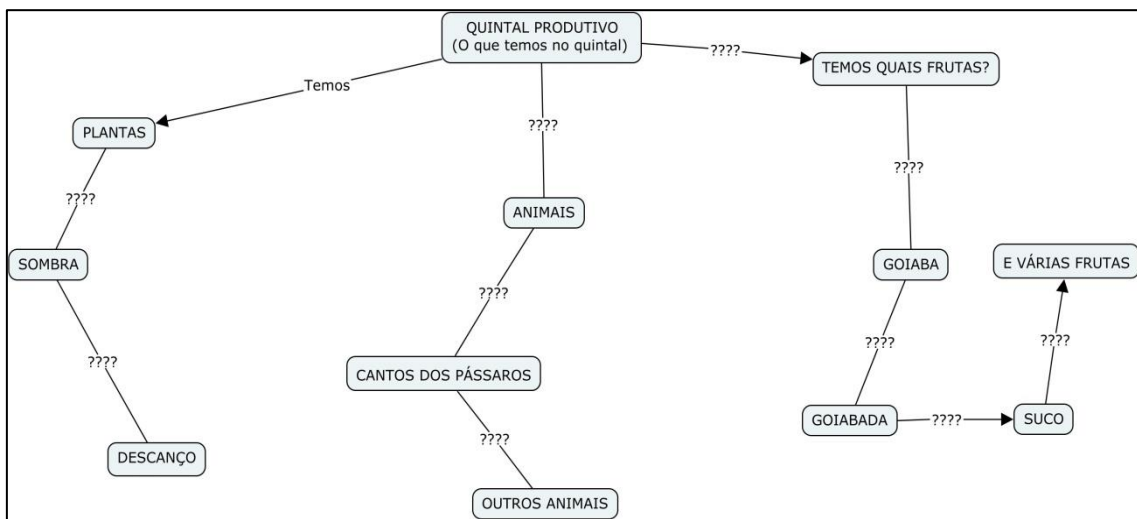 QUINTAL PRODUTIVO
(O que temos no quintal)
????
TEMOS QUAIS FRUTAS?
Temos
????
PLANTAS
????
????
ANIMAIS
SOMBRA
GOIABA
E VÁRIAS FRUTAS
????
????
????
????
CANTOS DOS PÁSSAROS
GOIABADA
????
SUCO
????
DESCANÇO
OUTROS ANIMAIS